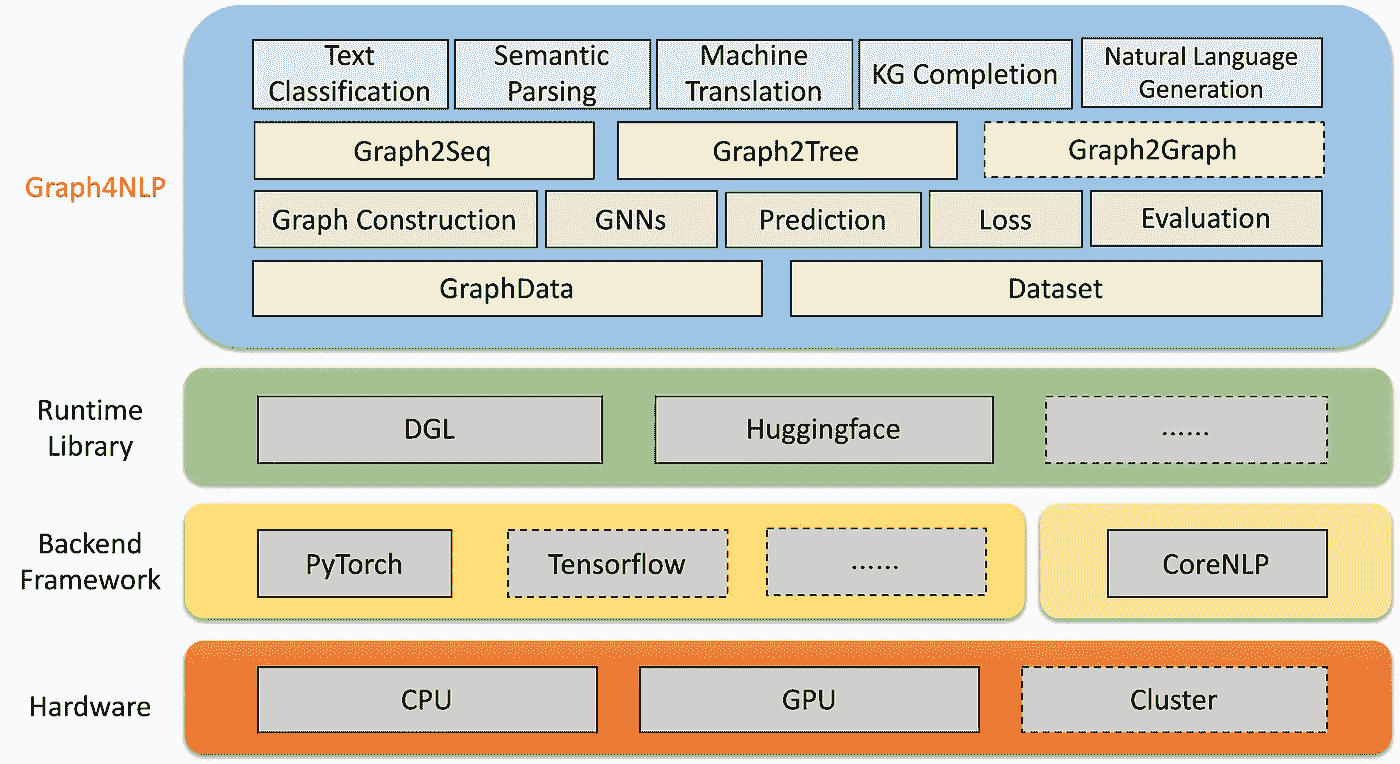 Text
Classification
Semantic
Parsing
Machine
Translation
KG Completion
Natural Language
Generation
Graph2Seq
Graph2Tree
Graph2Graph
Graph4NLP
Graph Construction
GNNs
Prediction
Loss
Evaluation
GraphData
Dataset
Runtime
Library
DGL
Huggingface
......
Backend
Framework
PyTorch
Tensorflow
......
CoreNLP
Hardware
CPU
GPU
Cluster